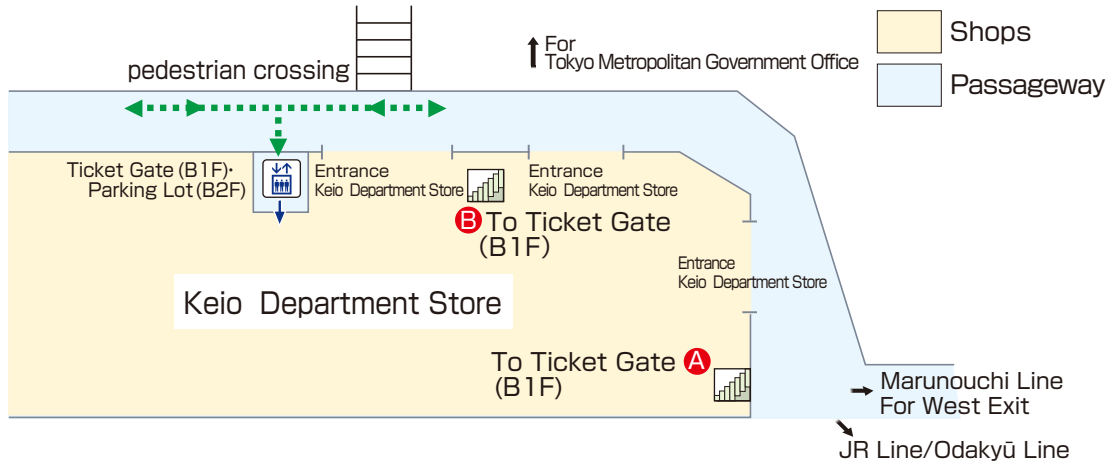 For
Tokyo Metropolitan Government Office
Shops
Passageway
pedestrian crossing
Ticket Gate (B1F)・
Parking Lot (B2F)
Entrance
Keio Department Store
Entrance
Keio Department Store
B To Ticket Gate
(B1F)
Entrance
Keio Department Store
Keio Department Store
To Ticket Gate A
(B1F)
Marunouchi Line
For West Exit
JR Line/Odakyū Line